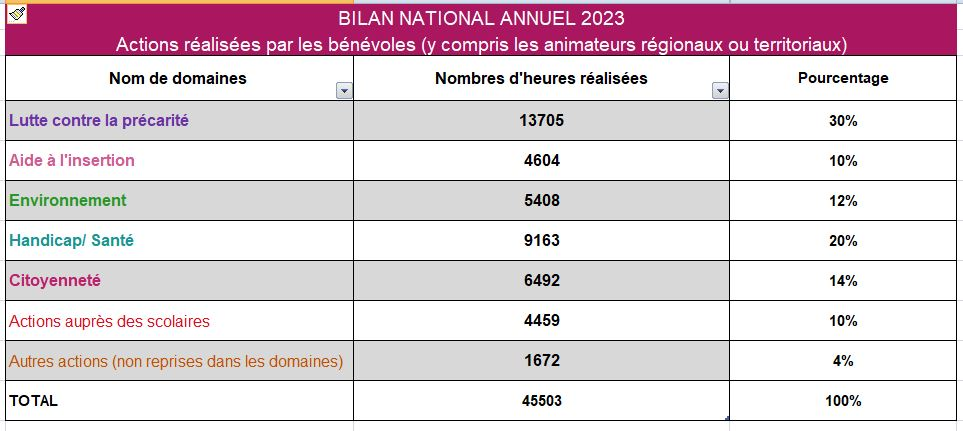 BILAN NATIONAL ANNUEL 2023
Actions réalisées par les bénévoles (y compris les animateurs régionaux ou territoriaux)
Nom de domaines Nombres d'heures réalisées Pourcentage
Lutte contre la précarité 13705 30%
Aide à l'insertion 4604 10%
Environnement 5408 12%
Handicap/ Santé 9163 20%
Citoyenneté 6492 14%
Actions auprès des scolaires 4459 10%
Autres actions (non reprises dans les domaines) 1672 4%
TOTAL 45503 100%